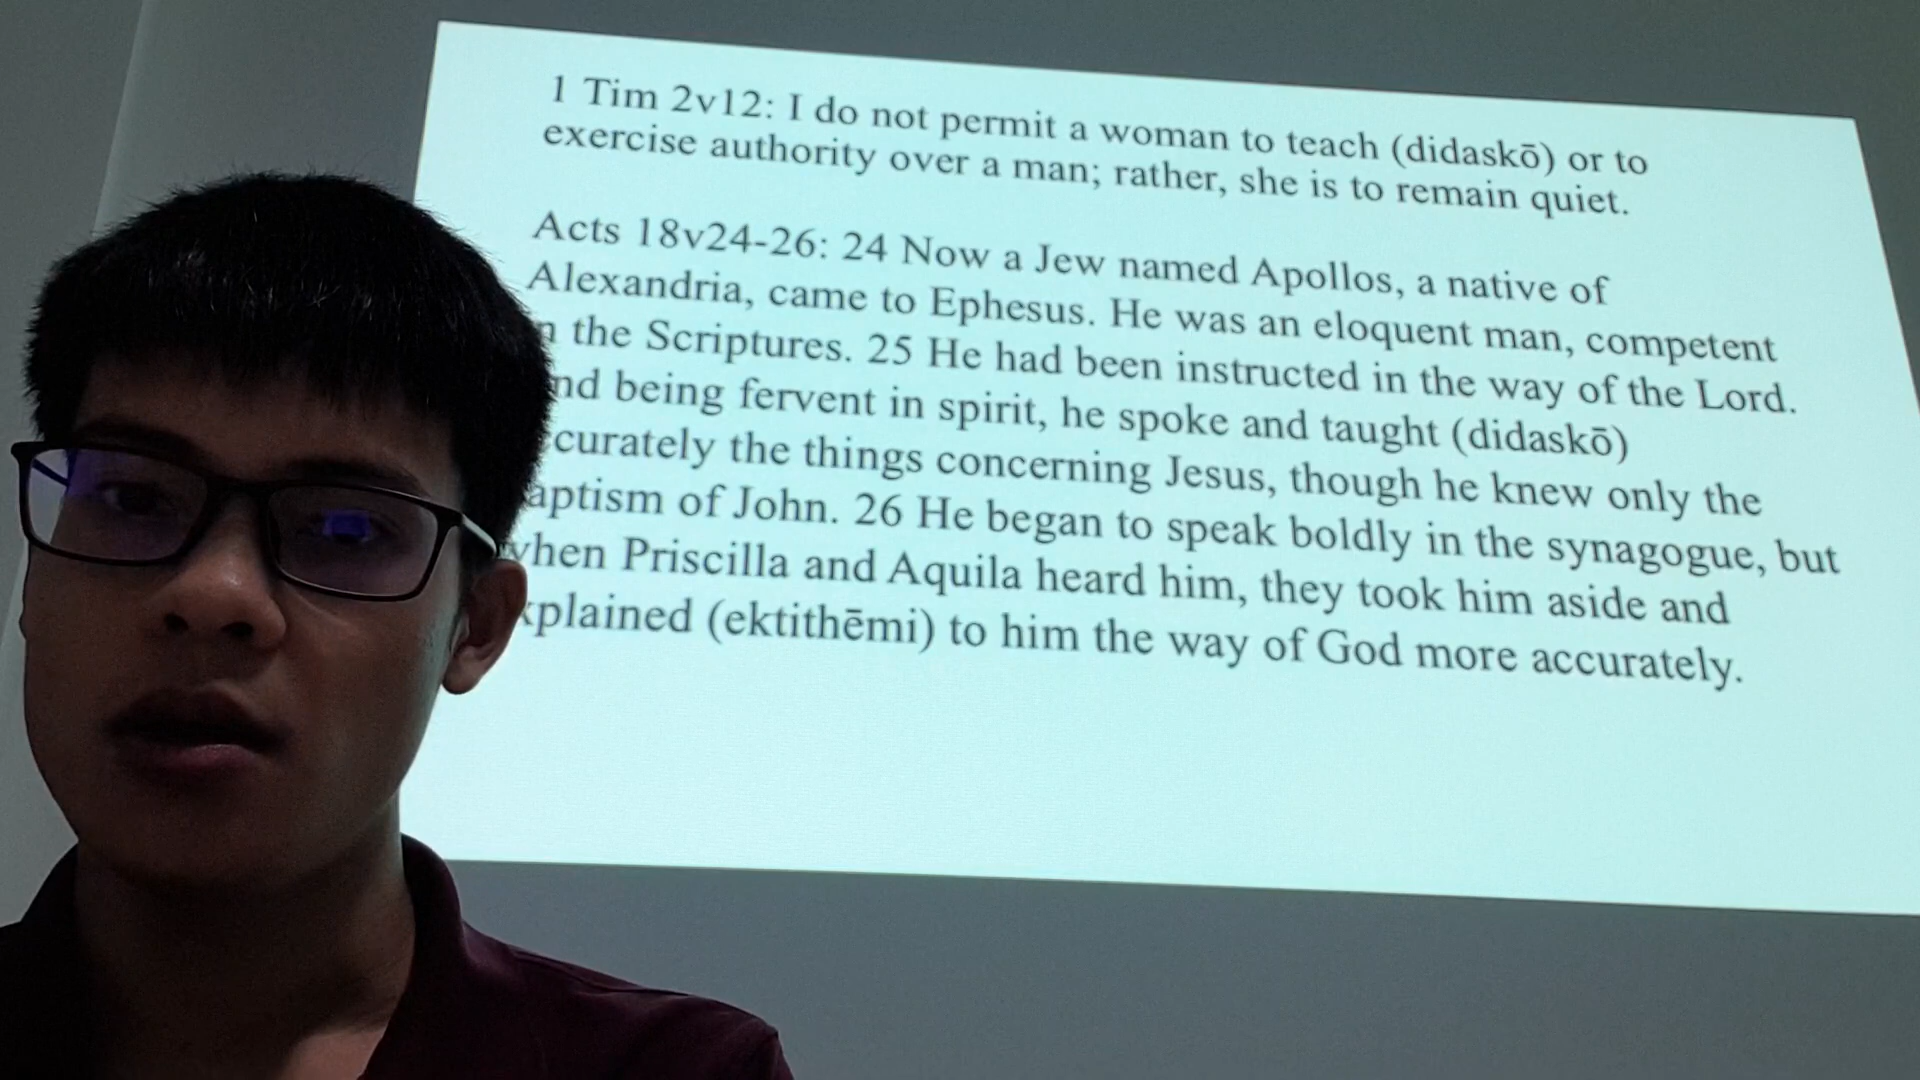 1 Tim 2v12: I do not permit a woman to teach (didaskō) or to
exercise authority over a man; rather, she is to remain quiet.
Acts 18v24-26: 24 Now a Jew named Apollos, a native of
Alexandria, came to Ephesus. He was an eloquent man, competent
the Scriptures. 25 He had been instructed in the way of the Lord.
being fervent in spirit, he spoke and taught (didaskō)
the things concerning Jesus, though he knew only the
of John. 26 He began to speak boldly in the synagogue, but
when Priscilla and Aquila heard him, they took him aside and
(ektithēmi) to him the way of God more accurately.